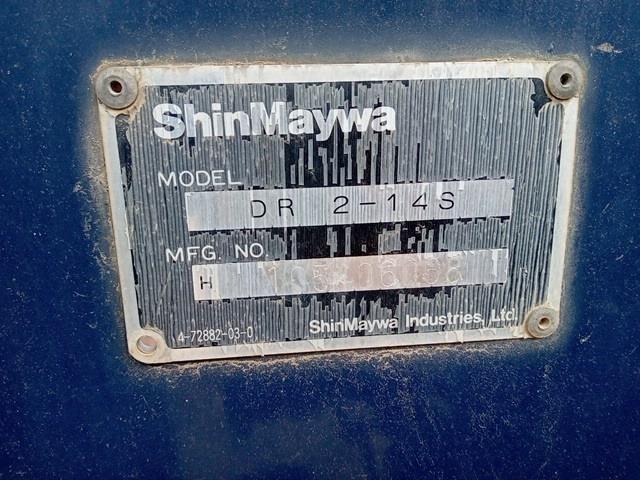 ShinMaywa
MODEL
DR 2-14S
MFG. NO.
H
4-72882-03-0
ShinMaywa Industries, Ltd.